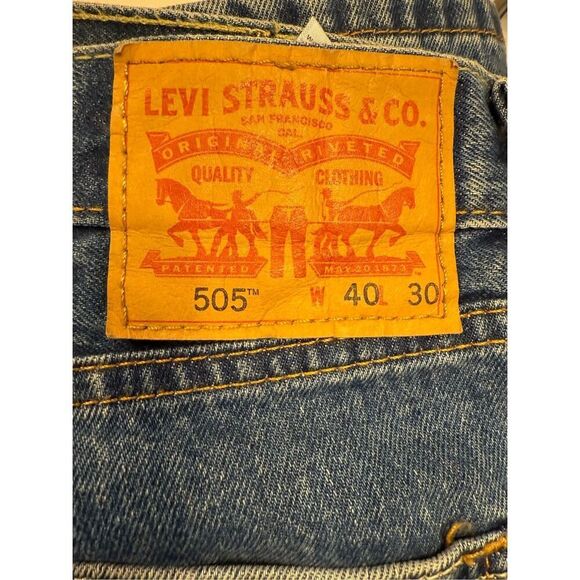 LEVI STRAUSS & CO.
SAN FRANCISCO
CAL.
ORIGINAL RIVETED
QUALITY CLOTHING
PATENTED MAY 20 1873
505™ W 40 L 30